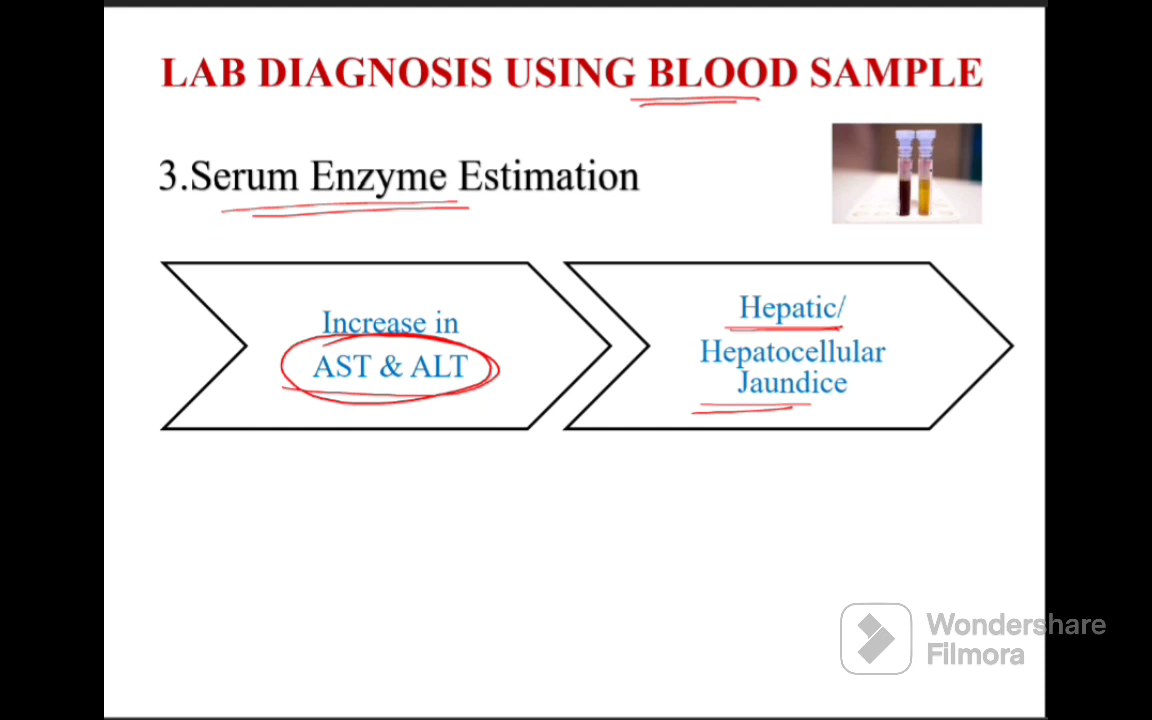 LAB DIAGNOSIS USING BLOOD SAMPLE
3.Serum Enzyme Estimation
Increase in
AST & ALT
Hepatic/
Hepatocellular
Jaundice
Wondershare
Filmora